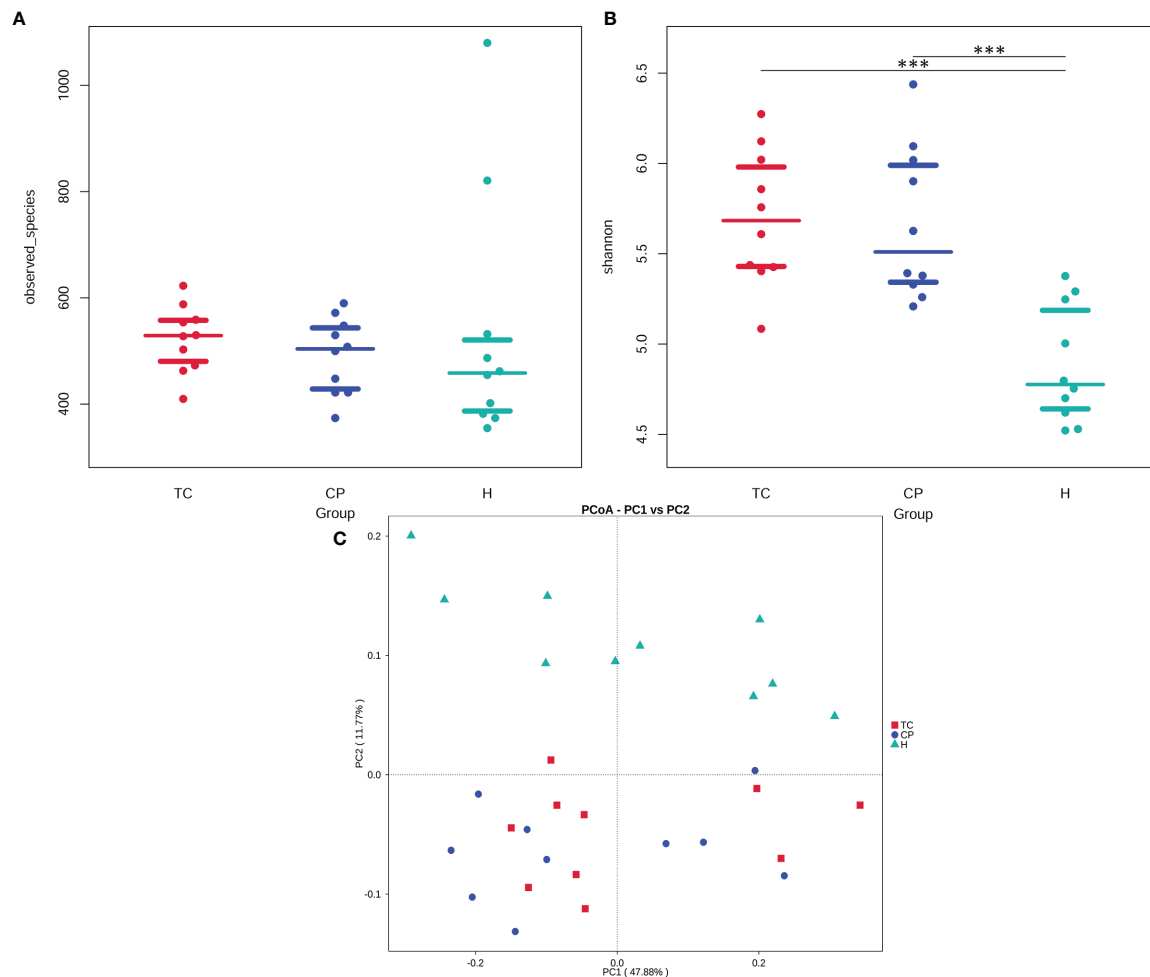 A
1000
800
600
400
observed_species
TC
CP
H
Group
B
***
***
6.5
6.0
5.5
5.0
4.5
shannon
TC
CP
H
Group
PCoA - PC1 vs PC2
C
0.2
0.1
0.0
-0.1
PC2 ( 11.77% )
-0.2
0.0
0.2
PC1 ( 47.88% )
TC
CP
H